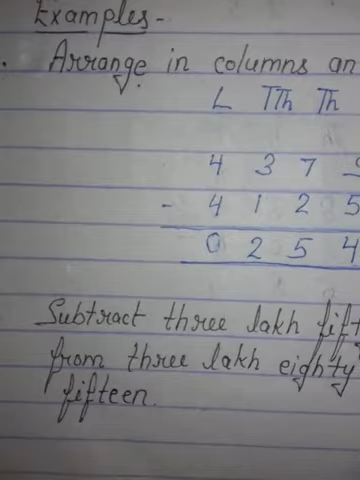 Examples-
Arrange in columns an
L TTh Th
4 3 7
- 4 1 2 5
0 2 5 4
Subtract three lakh fift
from three lakh eighty
fifteen.